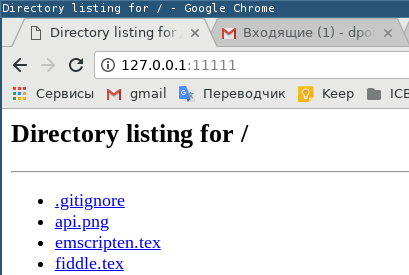 Directory listing for / - Google Chrome
Directory listing for
Входящие (1) - dpo
127.0.0.1:11111
Сервисы gmail Переводчик Keep ICE
Directory listing for /
.gitignore
api.png
emscripten.tex
fiddle.tex